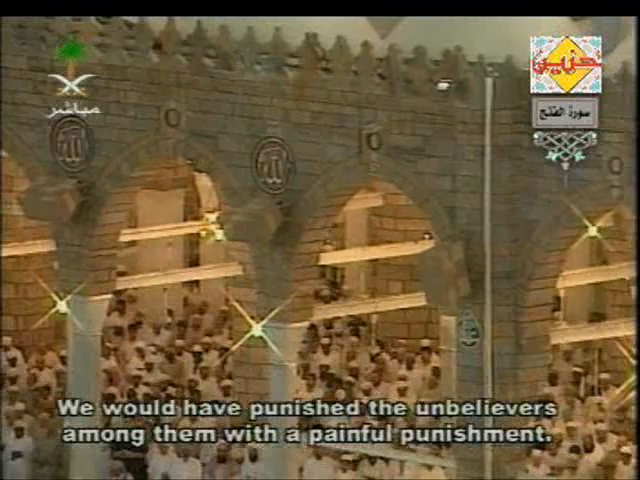 مباشر
سورة الفتح
We would have punished the unbelievers
among them with a painful punishment.